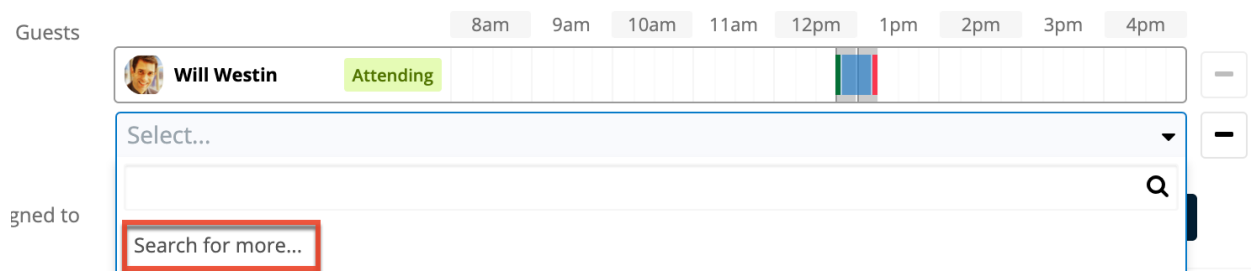 Guests
8am 9am 10am 11am 12pm 1pm 2pm 3pm 4pm
Will Westin Attending
Select...
gned to
Search for more...